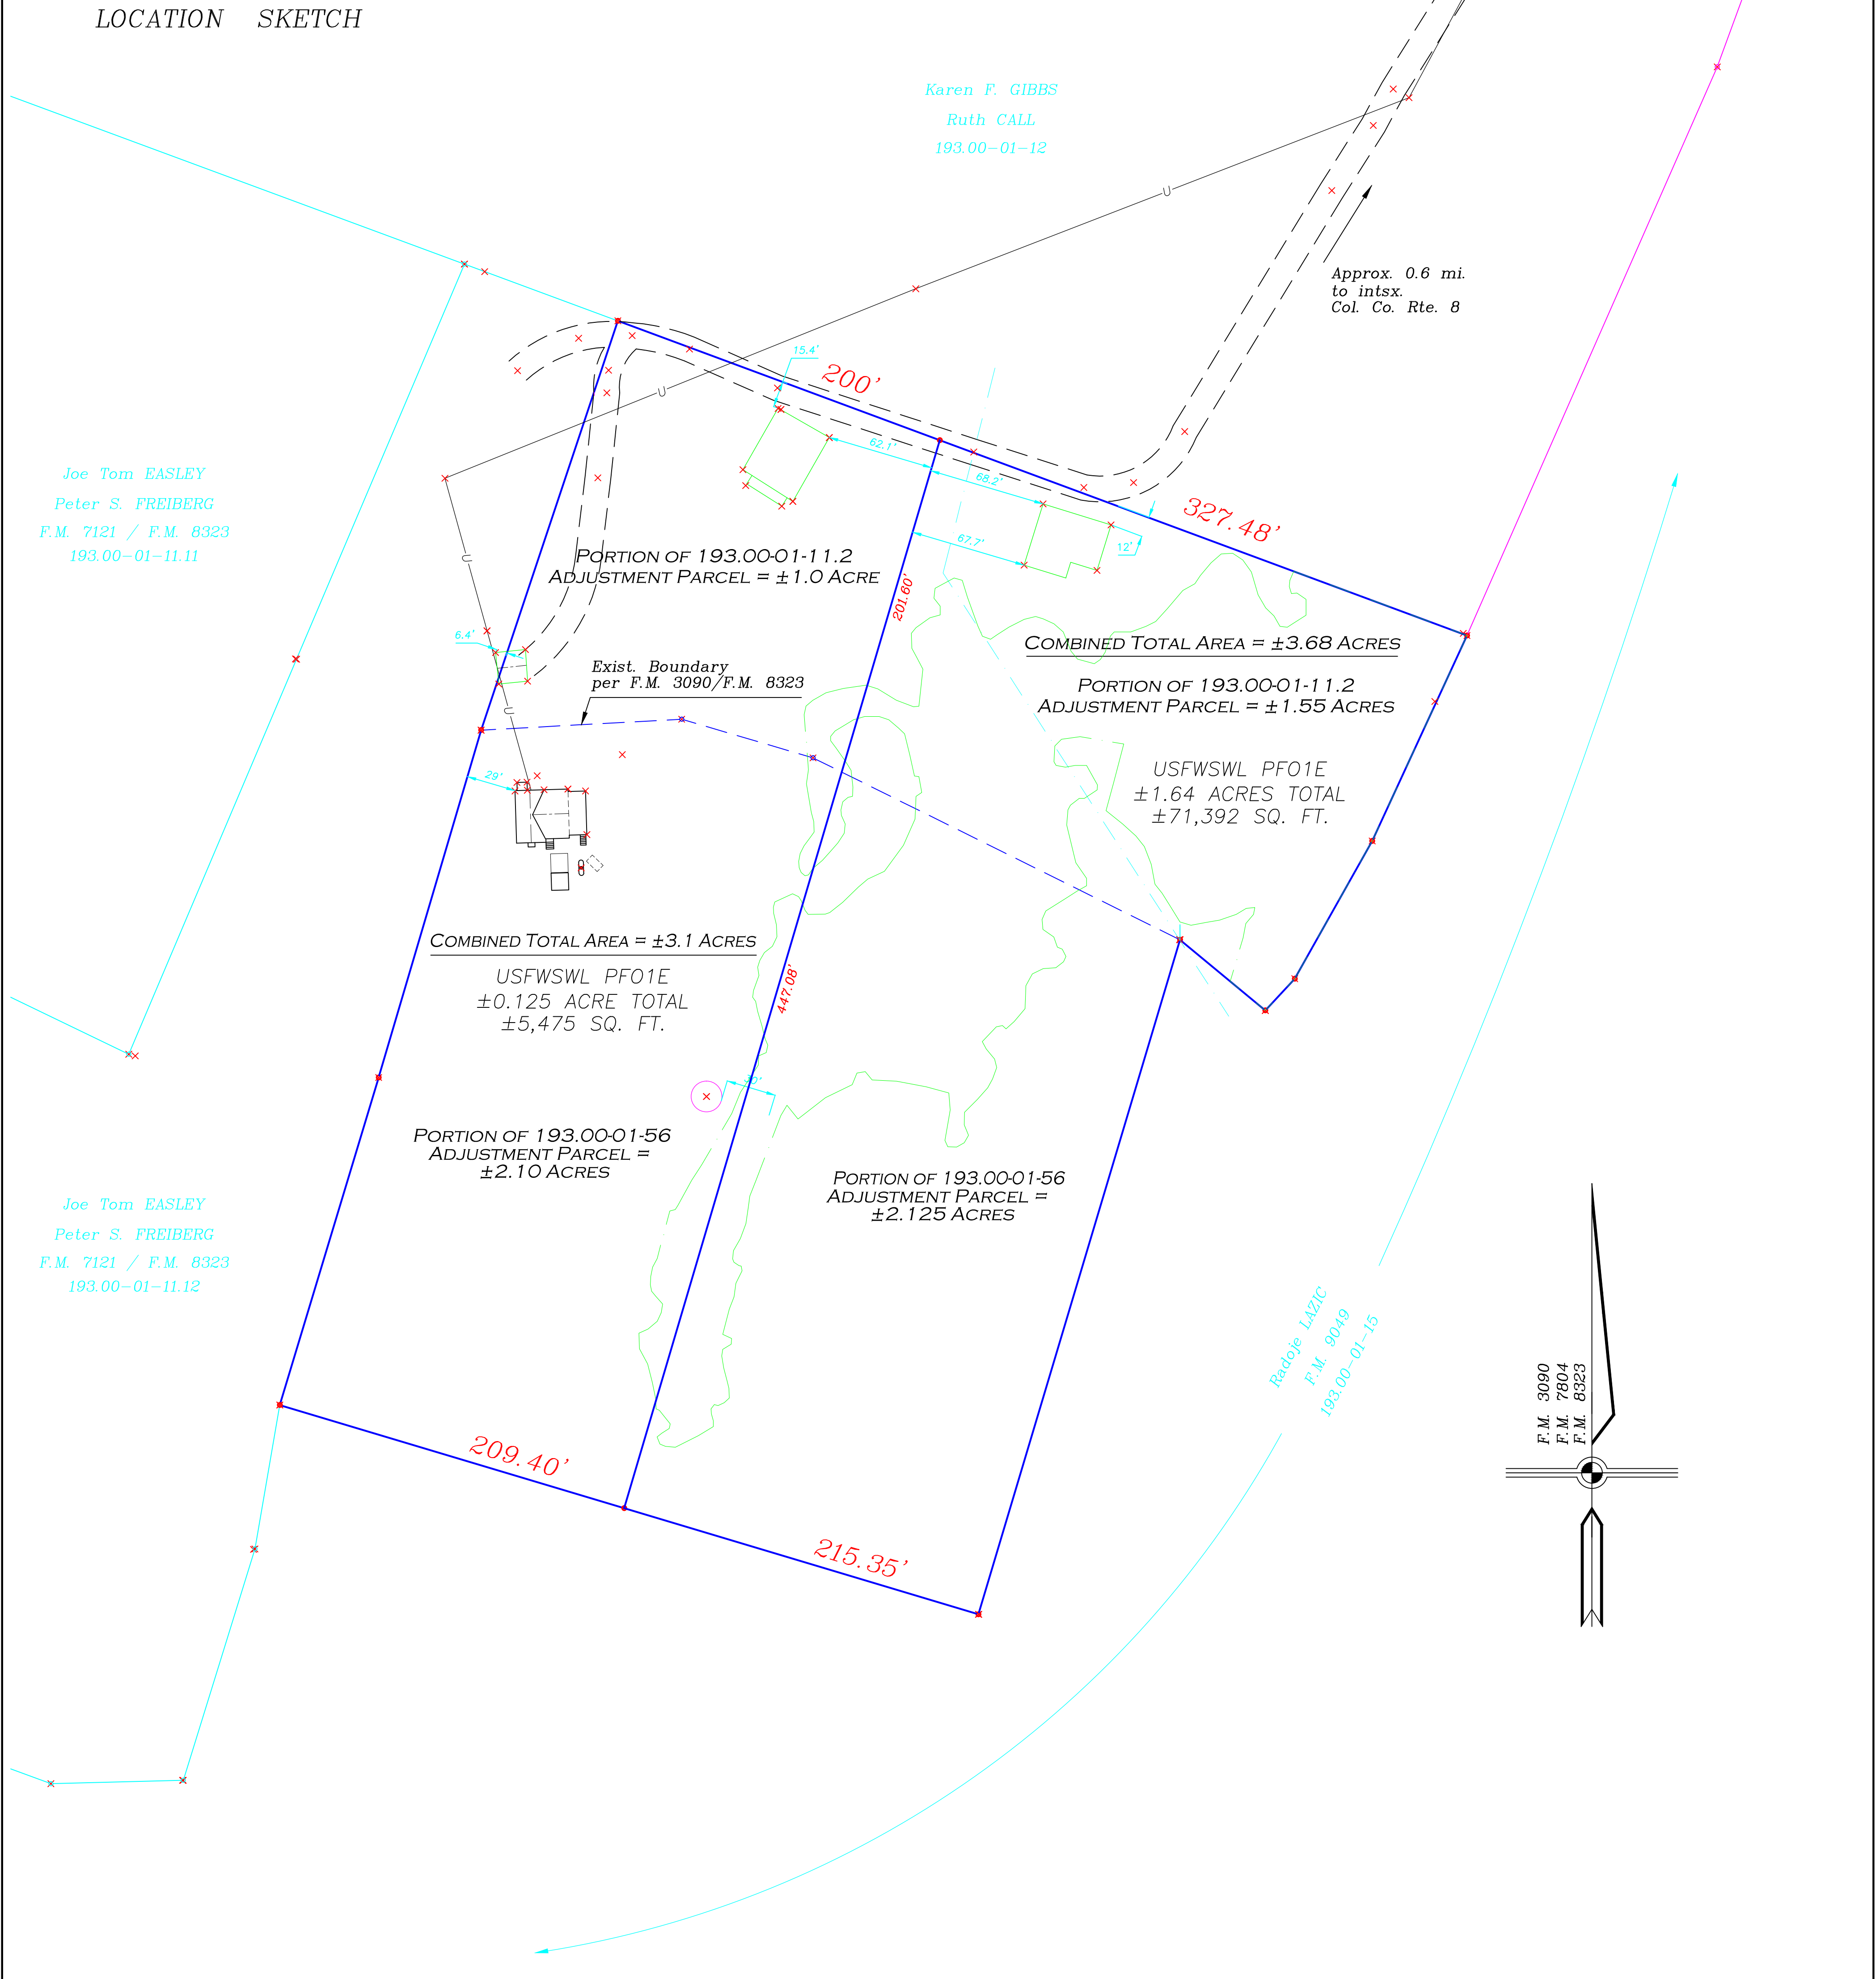 LOCATION SKETCH
Karen F. GIBBS
Ruth CALL
193.00-01-12
U
Approx. 0.6 mi.
to intsx.
Col. Co. Rte. 8
15.4'
200'
U
62.1'
68.2'
327.48'
Joe Tom EASLEY
Peter S. FREIBERG
F.M. 7121 / F.M. 8323
193.00-01-11.11
U
67.7'
12'
PORTION OF 193.00-01-11.2
ADJUSTMENT PARCEL = ±1.0 ACRE
201.60'
6.4'
COMBINED TOTAL AREA = ±3.68 ACRES
Exist. Boundary
per F.M. 3090/F.M. 8323
PORTION OF 193.00-01-11.2
ADJUSTMENT PARCEL = ±1.55 ACRES
U
29'
USFWSWL PFO1E
±1.64 ACRES TOTAL
±71,392 SQ. FT.
COMBINED TOTAL AREA = ±3.1 ACRES
USFWSWL PFO1E
±0.125 ACRE TOTAL
±5,475 SQ. FT.
447.08'
PORTION OF 193.00-01-56
ADJUSTMENT PARCEL =
±2.10 ACRES
PORTION OF 193.00-01-56
ADJUSTMENT PARCEL =
±2.125 ACRES
Joe Tom EASLEY
Peter S. FREIBERG
F.M. 7121 / F.M. 8323
193.00-01-11.12
Radoje LAZIC
F.M. 9049
193.00-01-15
F.M. 3090
F.M. 7804
F.M. 8323
209.40'
215.35'